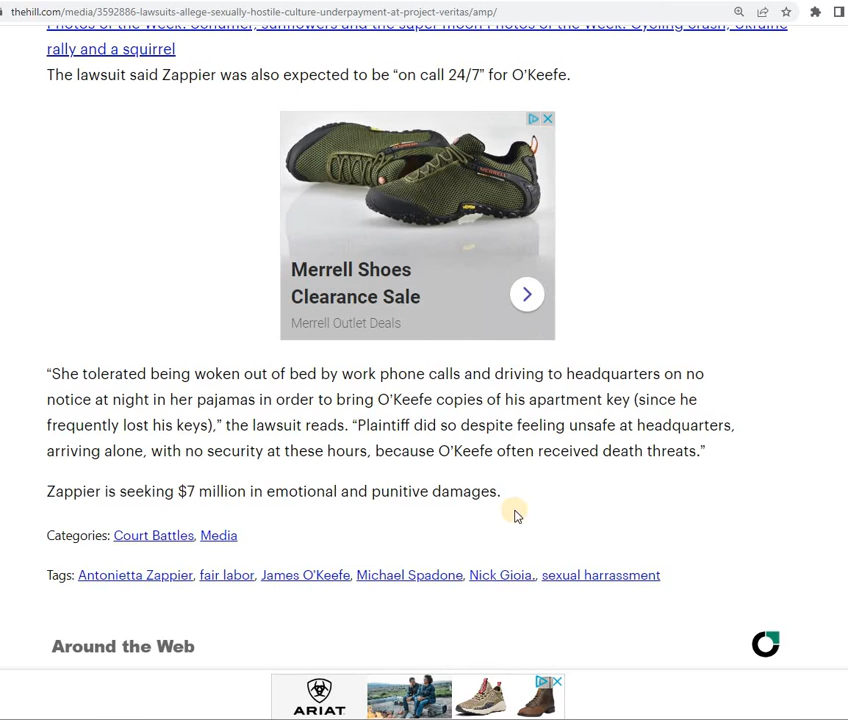 thehill.com/media/3592886-lawsuits-allege-sexually-hostile-culture-underpayment-at-project-veritas/amp/
Photos of the Week: Conumer, sunflowers and the super moon Photos of the Week: Cycling crash, Ukraine
rally and a squirrel
The lawsuit said Zappier was also expected to be “on call 24/7” for O’Keefe.
Merrell Shoes
Clearance Sale
Merrell Outlet Deals
“She tolerated being woken out of bed by work phone calls and driving to headquarters on no
notice at night in her pajamas in order to bring O’Keefe copies of his apartment key (since he
frequently lost his keys),” the lawsuit reads. “Plaintiff did so despite feeling unsafe at headquarters,
arriving alone, with no security at these hours, because O’Keefe often received death threats.”
Zappier is seeking $7 million in emotional and punitive damages.
Categories: Court Battles, Media
Tags: Antonietta Zappier, fair labor, James O'Keefe, Michael Spadone, Nick Gioia., sexual harrassment
Around the Web
ARIAT